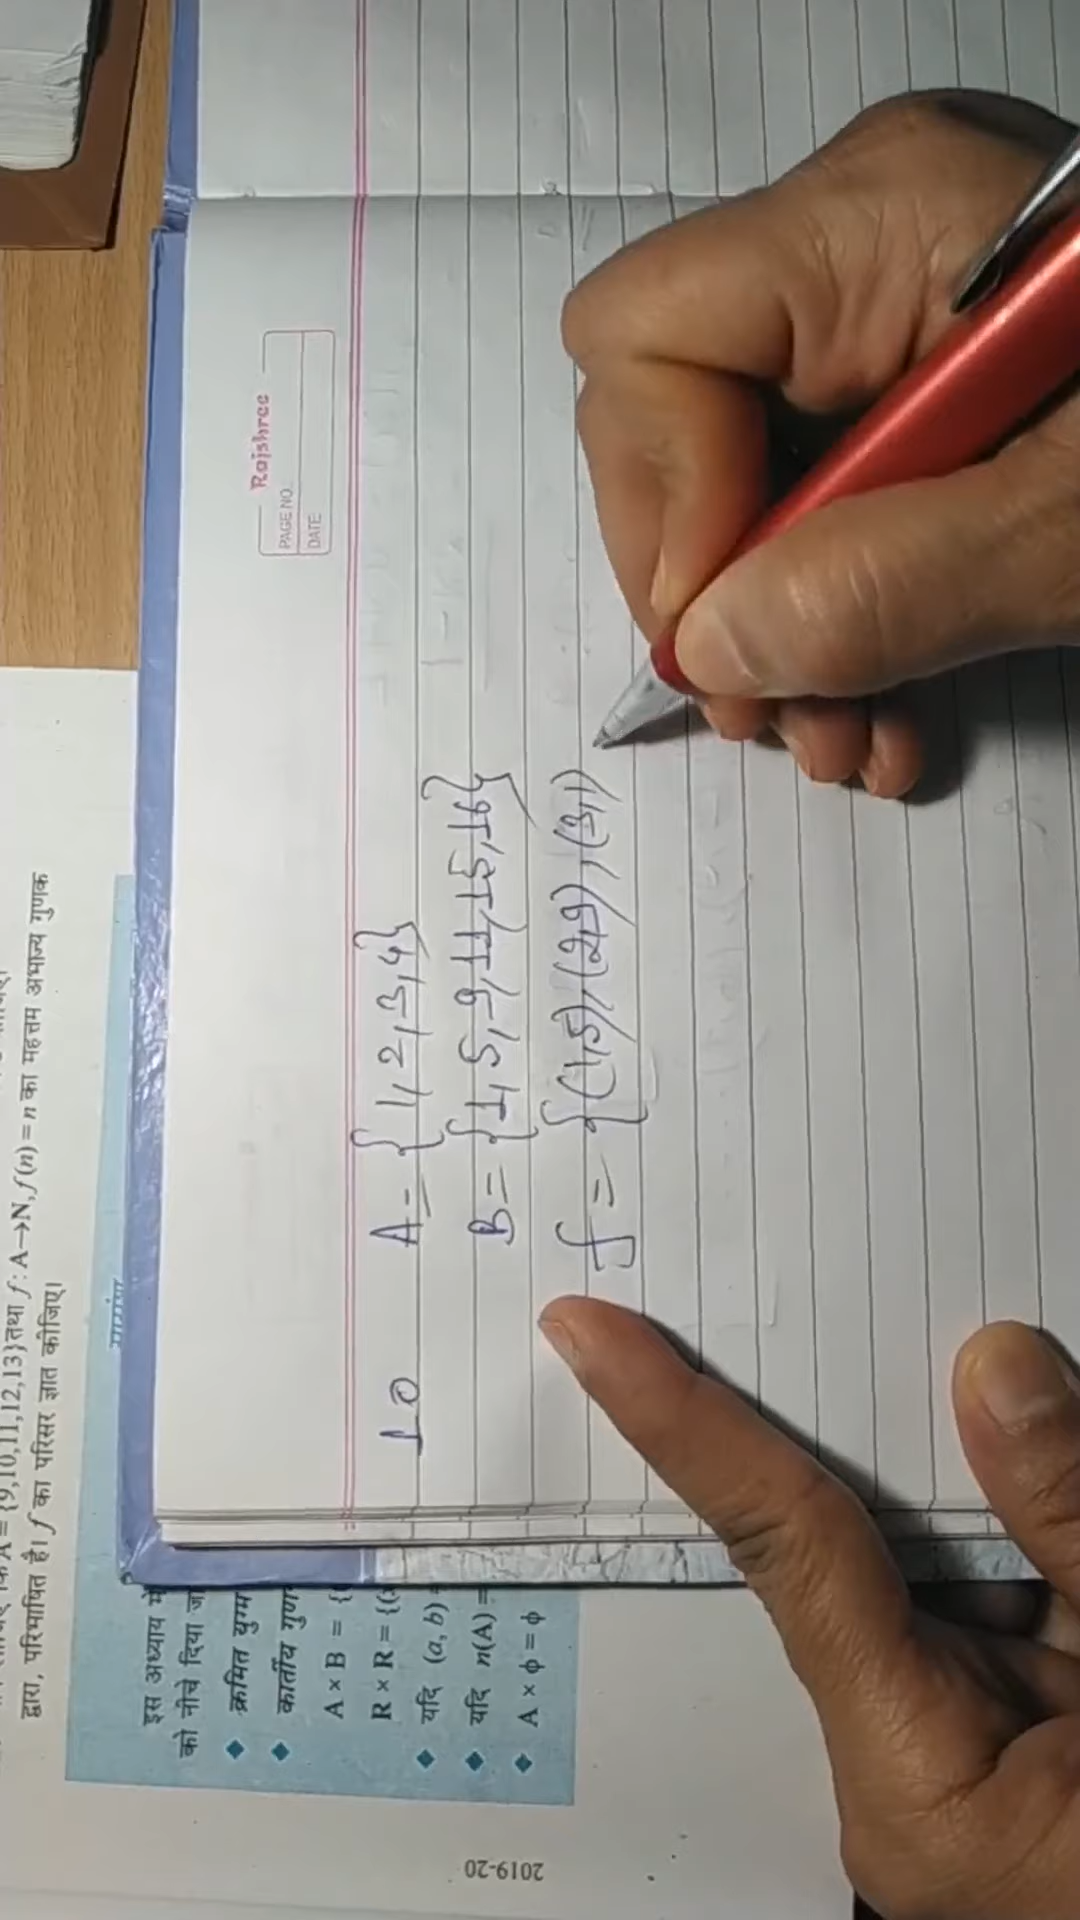 Rajshree
PAGE NO.
DATE
10 A = {1, 2, 3, 4}
B = {1, 5, 9, 11, 15, 16}
f = {(1,5), (2,9), (3,1)
A = {9,10,11,12,13} तथा f : A→N, f(n) = n का महत्तम अभाज्य गुणक
द्वारा, परिभाषित है। f का परिसर ज्ञात कीजिए।
इस अध्याय मे
को नीचे दिया ज
◆ क्रमित युग्म
◆ कार्तीय गुण
A × B = {
R × R = {(
◆ यदि (a, b) =
◆ यदि n(A) =
◆ A × ϕ = ϕ
2019-20